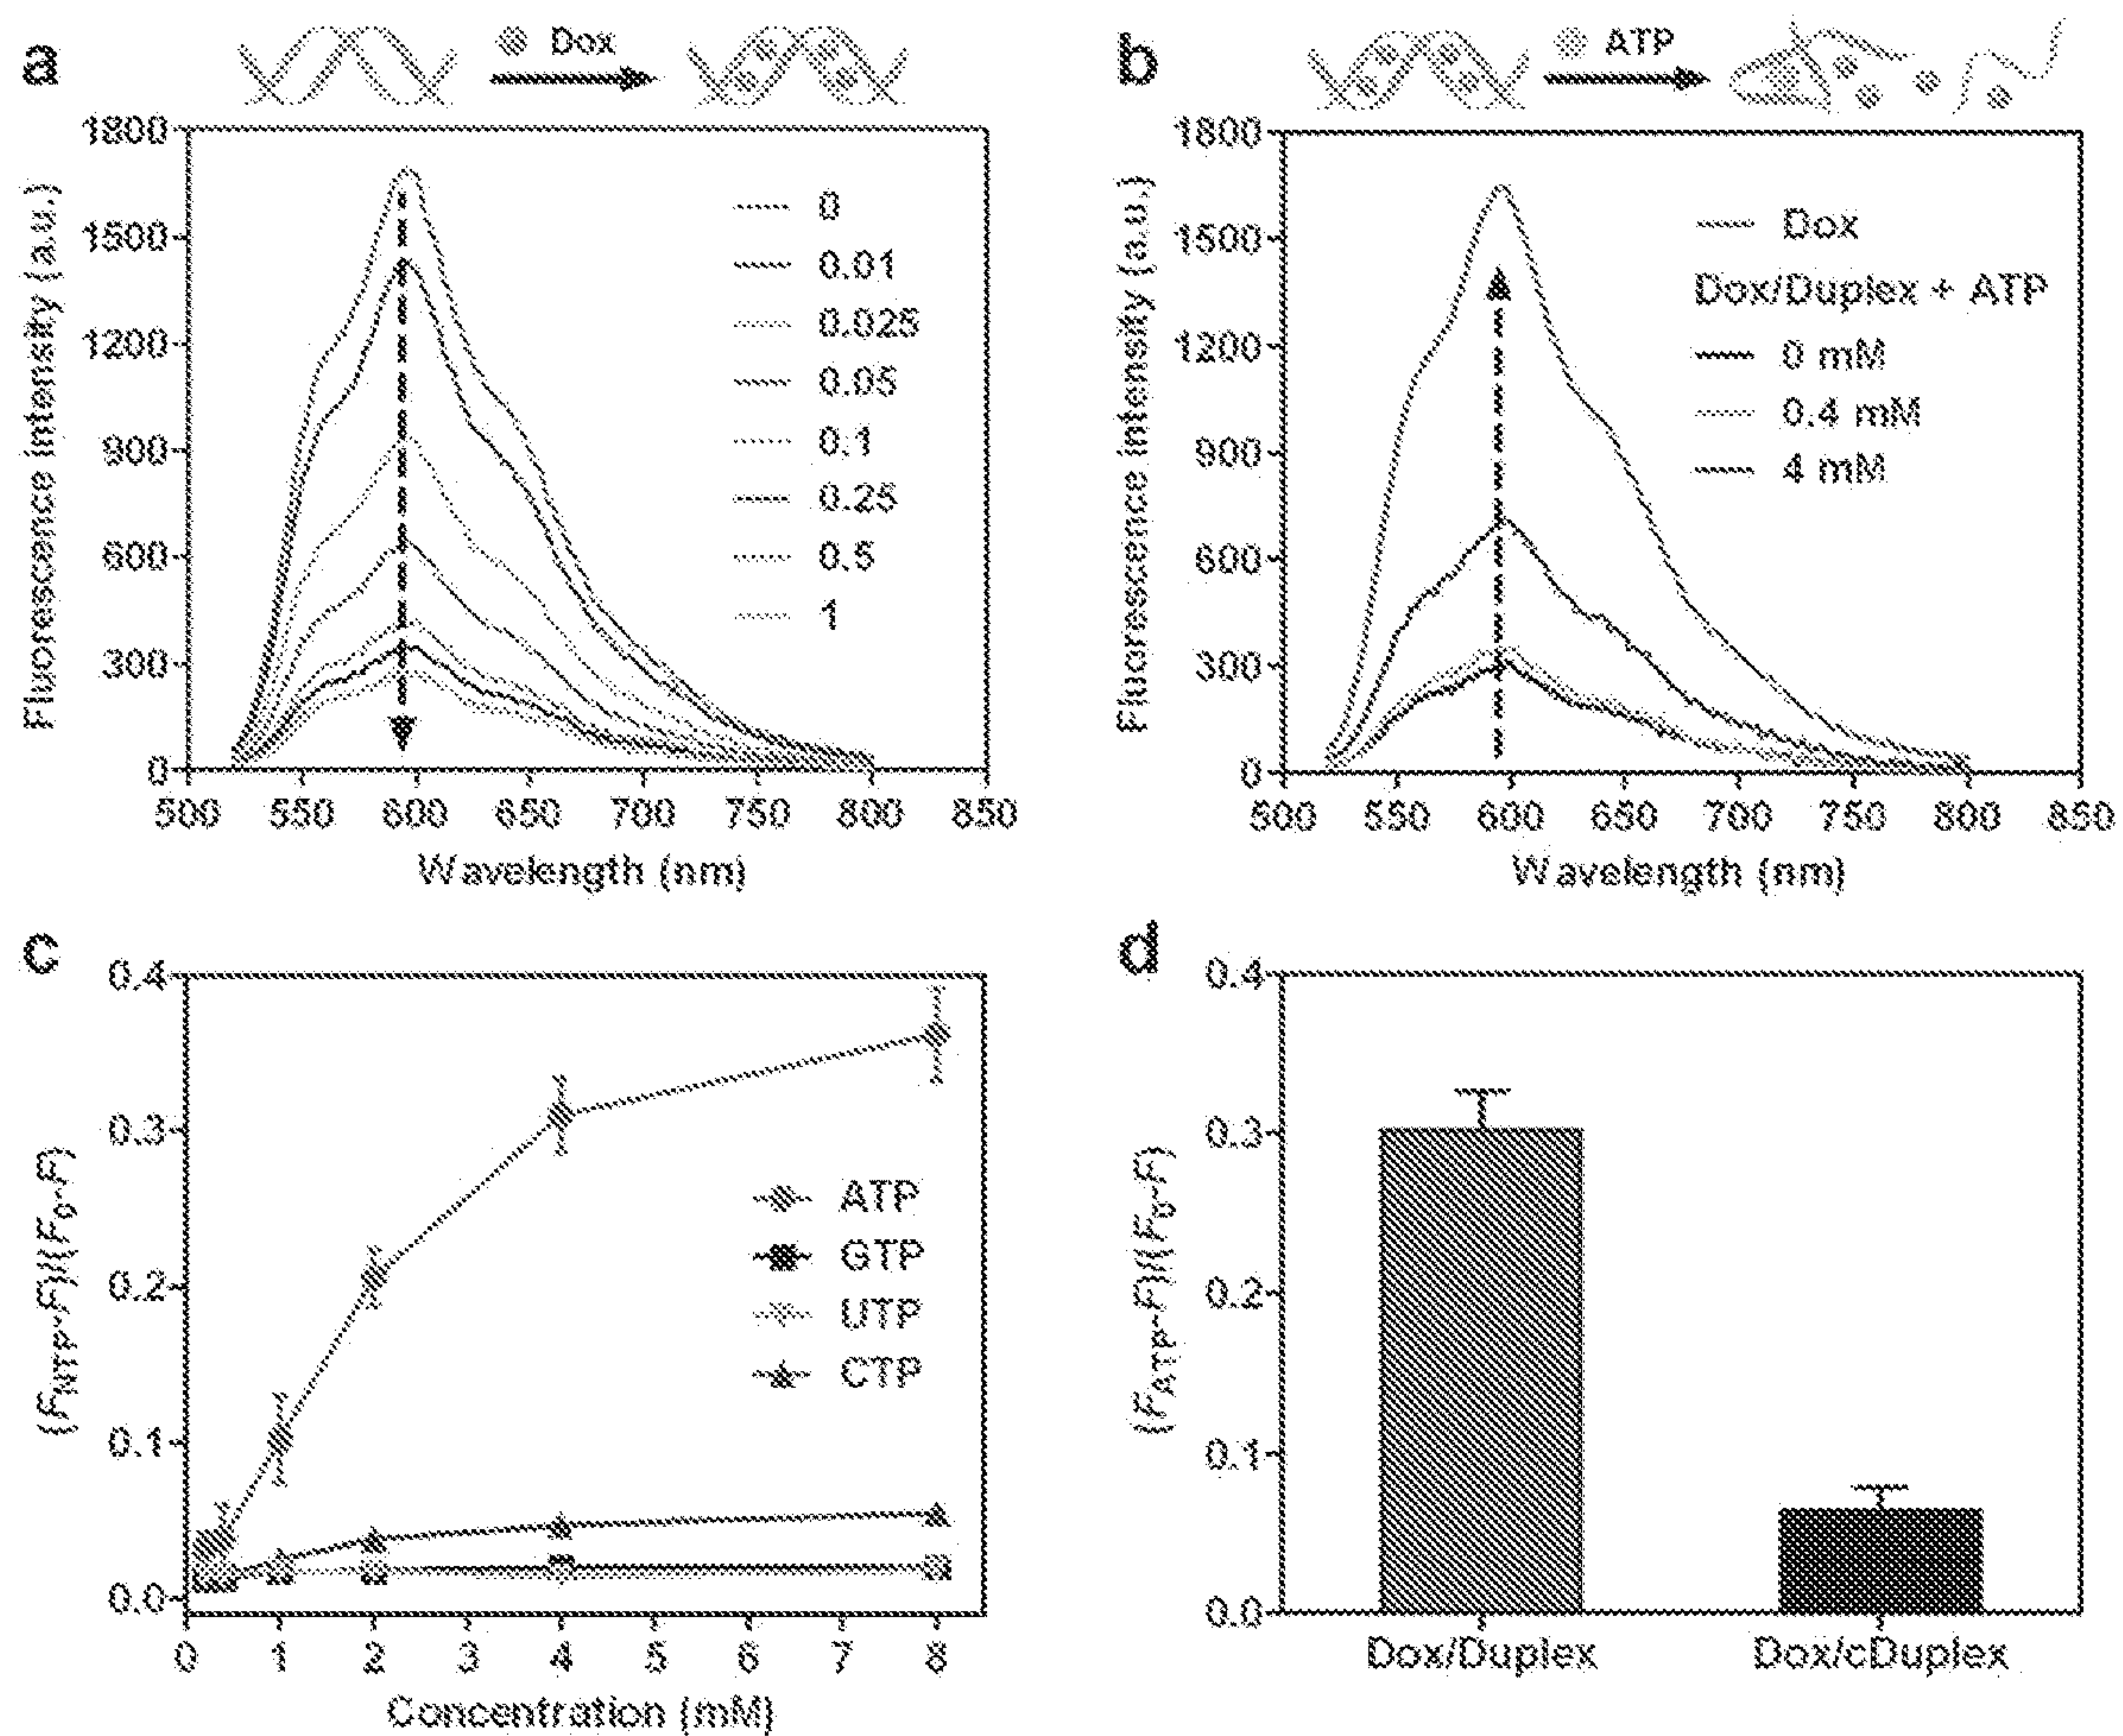 a
Dox
1800
1500
1200
900
600
300
0
500 550 600 650 700 750 800 850
Fluorescence intensity (a.u.)
Wavelength (nm)
0
0.01
0.025
0.05
0.1
0.25
0.5
1
b
ATP
1800
1500
1200
900
600
300
0
500 550 600 650 700 750 800 850
Fluorescence intensity (a.u.)
Wavelength (nm)
Dox
Dox/Duplex + ATP
0 mM
0.4 mM
4 mM
c
0.4
0.3
0.2
0.1
0.0
0 1 2 3 4 5 6 7 8
(F_NTP-F)/(F_0-F)
Concentration (mM)
ATP
GTP
UTP
CTP
d
0.4
0.3
0.2
0.1
0.0
(F_ATP-F)/(F_0-F)
Dox/Duplex Dox/cDuplex